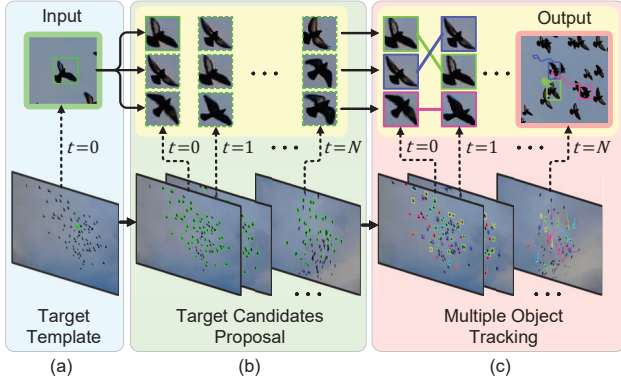 Input
Output
t=0
t=0
t=1
...
t=N
t=0
t=1
...
t=N
...
...
...
...
Target
Template
Target Candidates
Proposal
Multiple Object
Tracking
(a)
(b)
(c)